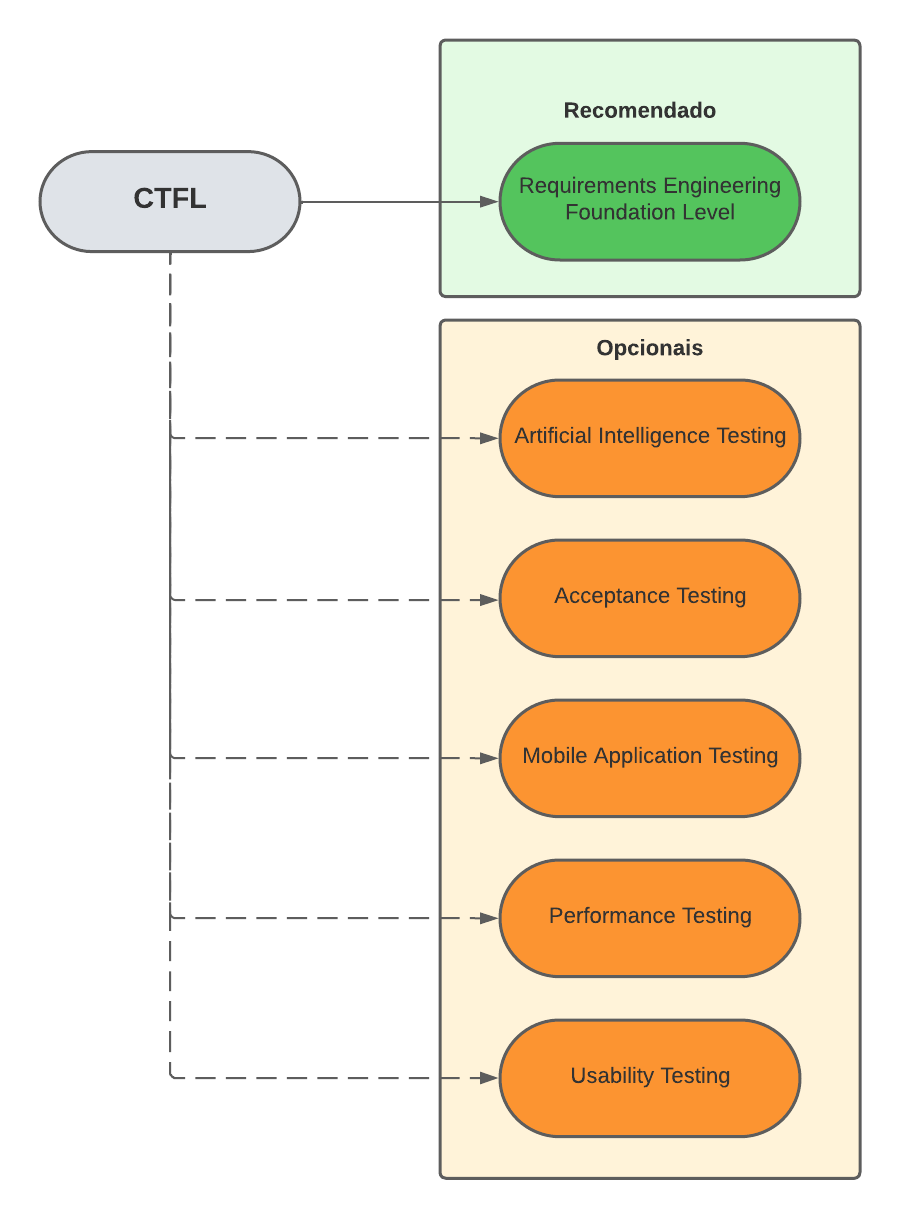 CTFL
Recomendado
Requirements Engineering
Foundation Level
Opcionais
Artificial Intelligence Testing
Acceptance Testing
Mobile Application Testing
Performance Testing
Usability Testing